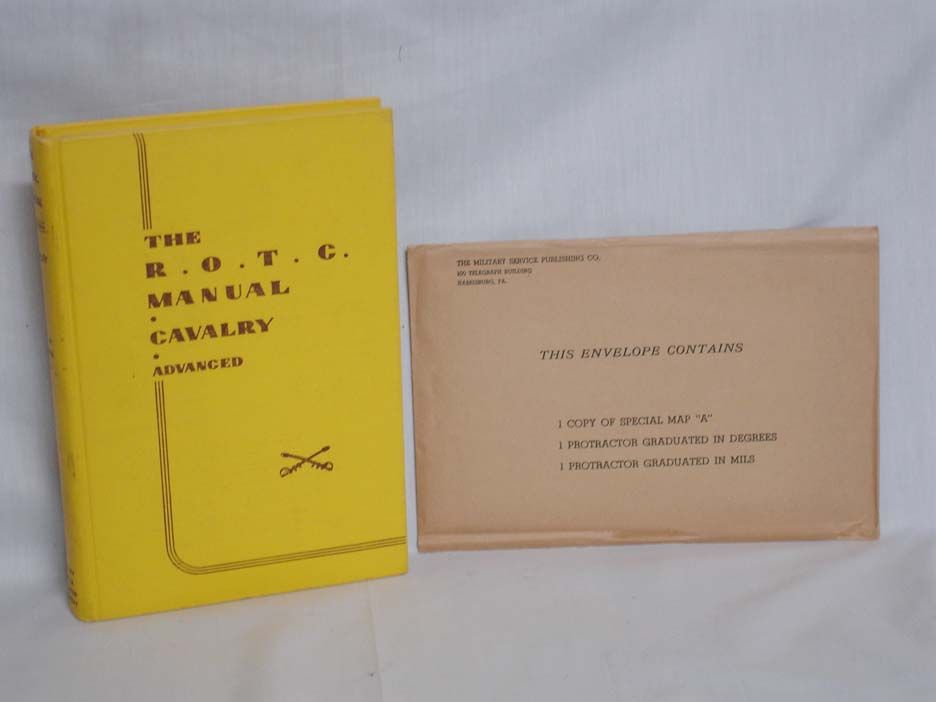 THE
R.O.T.C.
MANUAL
CAVALRY
ADVANCED
THE MILITARY SERVICE PUBLISHING CO.
100 TELEGRAPH BUILDING
HARRISBURG, PA.
THIS ENVELOPE CONTAINS
1 COPY OF SPECIAL MAP "A"
1 PROTRACTOR GRADUATED IN DEGREES
1 PROTRACTOR GRADUATED IN MILS